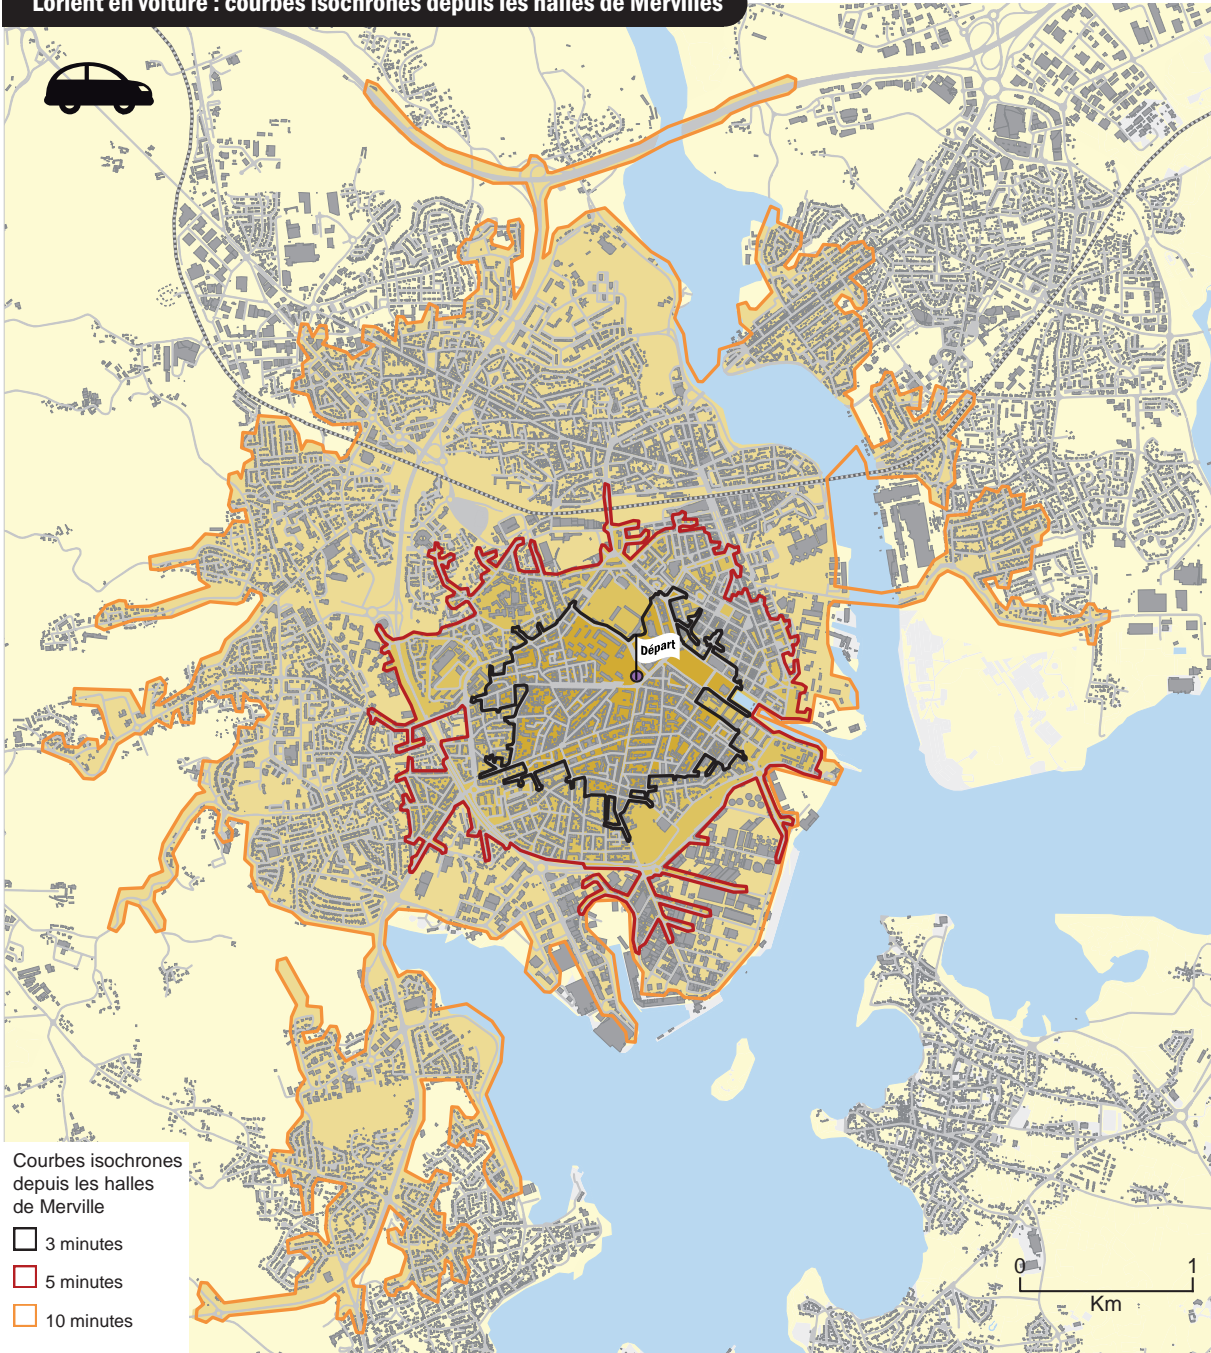 Lorient en voiture : courbes isochrones depuis les halles de Mervilles
Départ
Courbes isochrones
depuis les halles
de Merville
3 minutes
5 minutes
10 minutes
0 1
Km